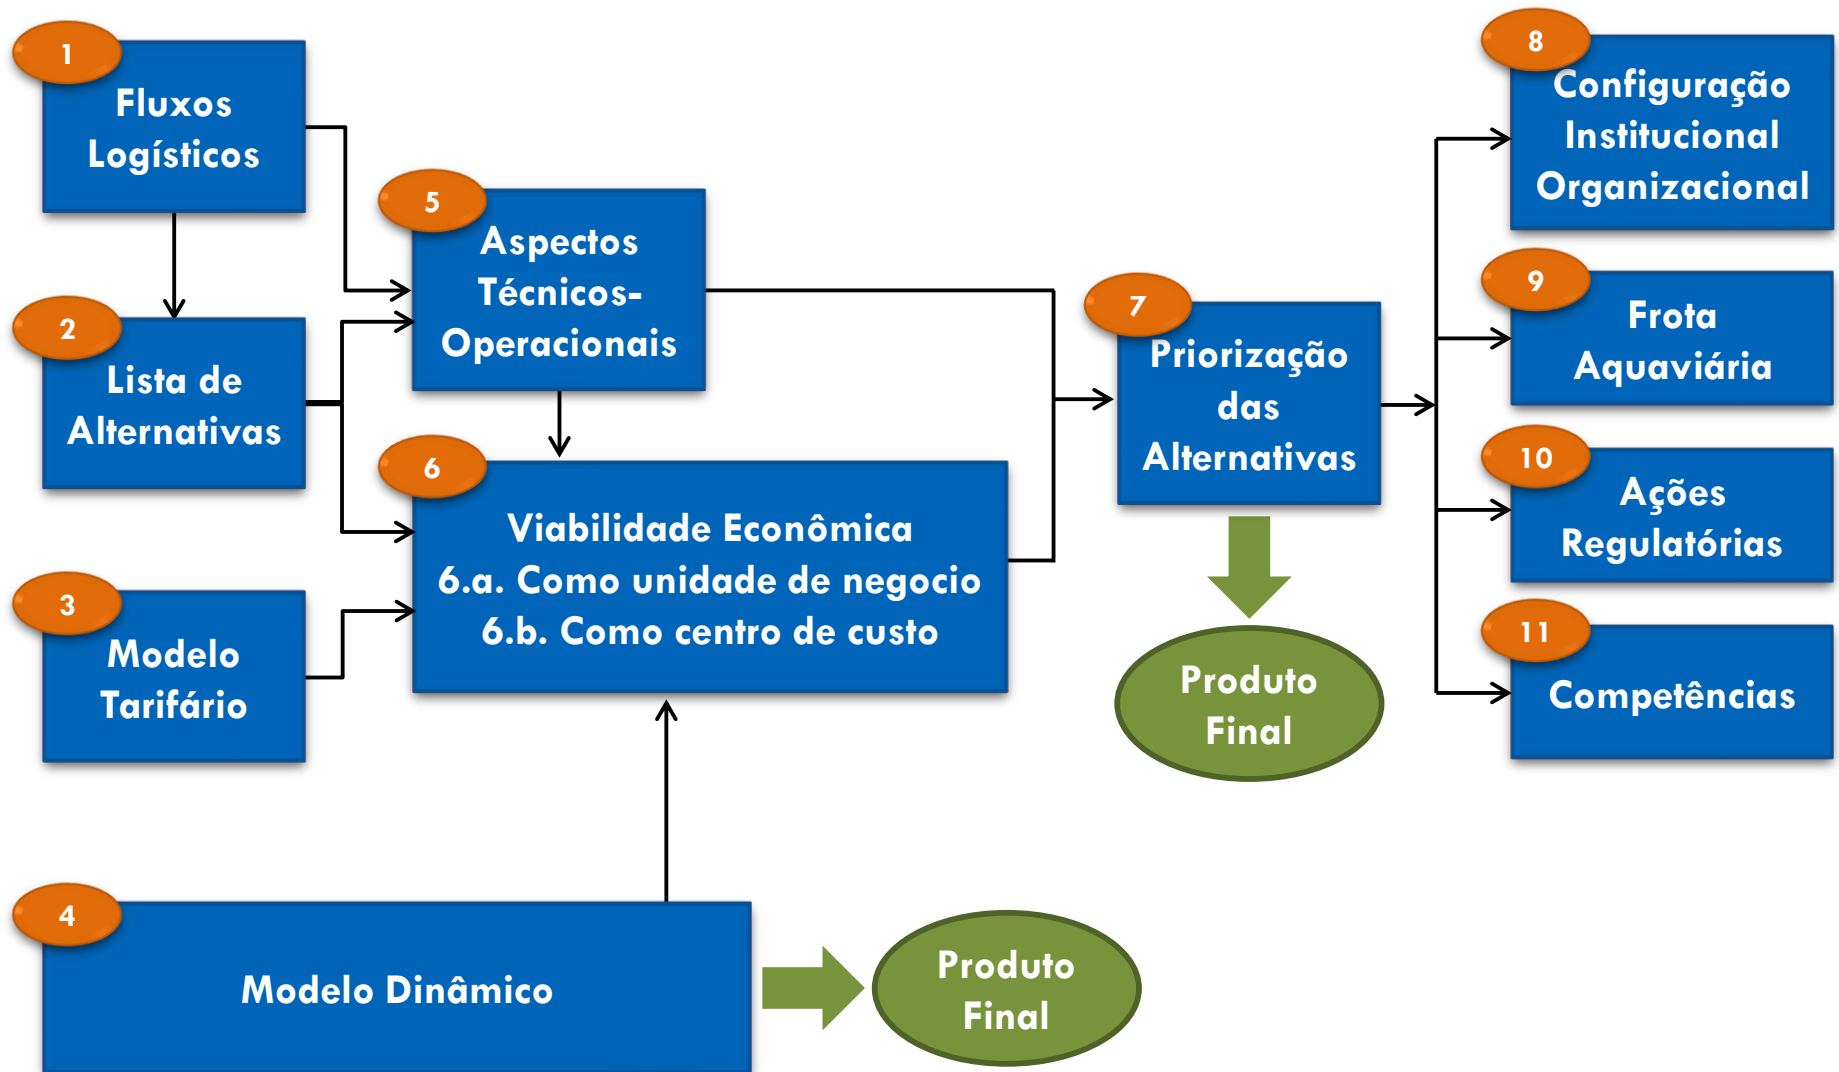 1
Fluxos
Logísticos
2
Lista de
Alternativas
3
Modelo
Tarifário
4
Modelo Dinâmico
Produto
Final
5
Aspectos
Técnicos-
Operacionais
6
Viabilidade Econômica
6.a. Como unidade de negocio
6.b. Como centro de custo
7
Priorização
das
Alternativas
Produto
Final
8
Configuração
Institucional
Organizacional
9
Frota
Aquaviária
10
Ações
Regulatórias
11
Competências